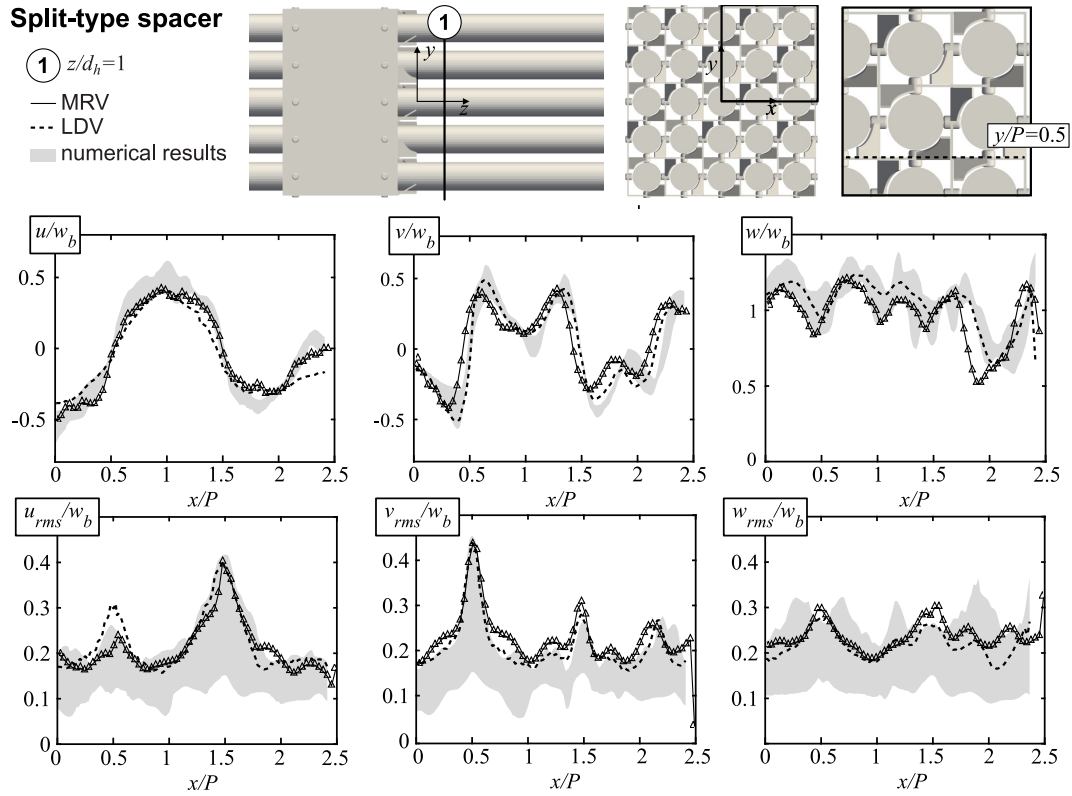 Split-type spacer
1 z/d_h=1
MRV
LDV
numerical results
1
y
z
y
x
y/P=0.5
u/w_b
0.5
0
-0.5
0 0.5 1 1.5 2 2.5
x/P
v/w_b
0.5
0
-0.5
0 0.5 1 1.5 2 2.5
x/P
w/w_b
1
0.5
0 0.5 1 1.5 2 2.5
x/P
u_rms/w_b
0.4
0.3
0.2
0.1
0
0 0.5 1 1.5 2 2.5
x/P
v_rms/w_b
0.4
0.3
0.2
0.1
0
0 0.5 1 1.5 2 2.5
x/P
w_rms/w_b
0.4
0.3
0.2
0.1
0 0.5 1 1.5 2 2.5
x/P